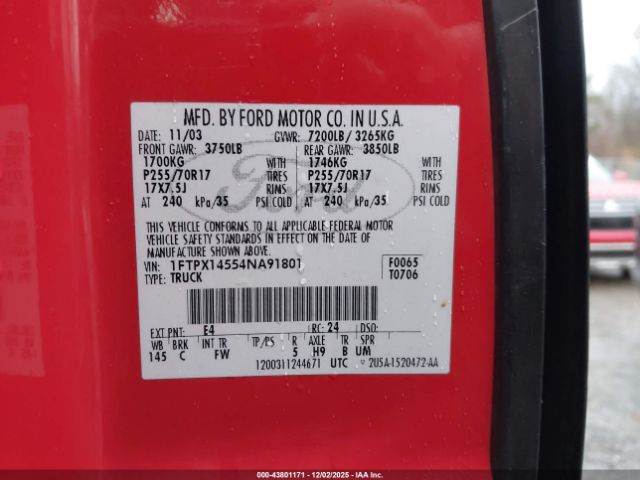 MFD. BY FORD MOTOR CO. IN U.S.A.
DATE: 11/03 GVWR: 7200LB/ 3265KG
FRONT GAWR: 3750LB REAR GAWR: 3850LB
1700KG WITH 1746KG WITH
P255/70R17 TIRES P255/70R17 TIRES
17X7.5J RIMS 17X7.5J RIMS
AT 240 kPa/35 PSI COLD AT 240 kPa/35 PSI COLD
Ford
THIS VEHICLE CONFORMS TO ALL APPLICABLE FEDERAL MOTOR
VEHICLE SAFETY STANDARDS IN EFFECT ON THE DATE OF
MANUFACTURE SHOWN ABOVE.
VIN: 1FTPX14554NA91801 F0065
TYPE: TRUCK T0706
EXT PNT: E4 RC: 24 DSO:
WB BRK INT TR TP/PS R AXLE TR SPR
145 C FW 5 H9 B UM
1200311244671 UTC 2U5A-1520472-AA
000-43801171 - 12/02/2025 - IAAI.COM